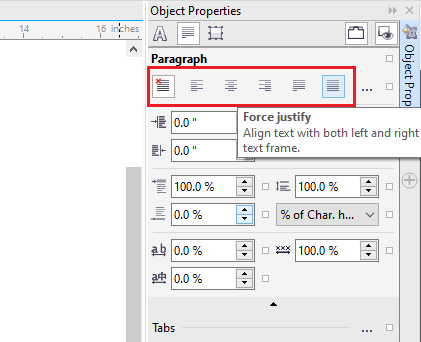 Object Properties
14 16 inches
Paragraph
...
Force justify
Align text with both left and right
text frame.
0.0 "
0.0 "
100.0 % 100.0 %
0.0 % % of Char. h...
ab 0.0 % xxx 100.0 %
0.0 %
Tabs ...
Object Prop